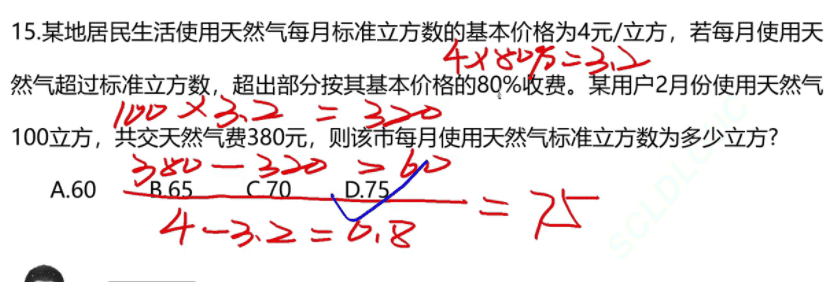 15.某地居民生活使用天然气每月标准立方数的基本价格为4元/立方，若每月使用天
4×80%=3.2
然气超过标准立方数，超出部分按其基本价格的80%收费。某用户2月份使用天然气
100×3.2=320
100立方，共交天然气费380元，则该市每月使用天然气标准立方数为多少立方?
380-320=60
A.60 B.65 C.70 D.75
=75
4-3.2=0.8